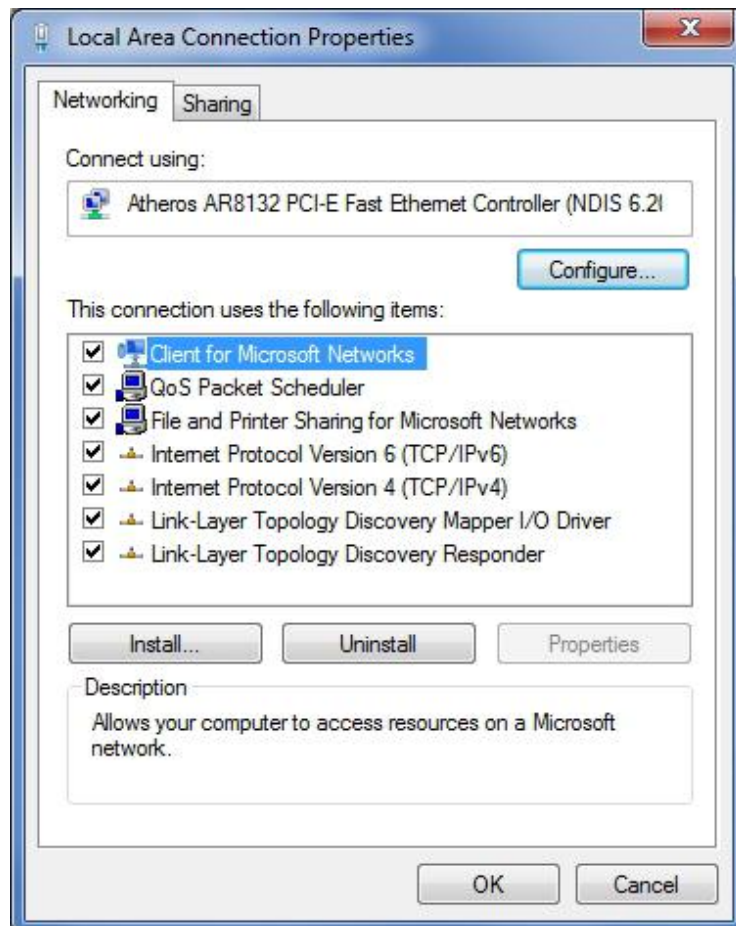 Local Area Connection Properties
Networking
Sharing
Connect using:
Atheros AR8132 PCI-E Fast Ethernet Controller (NDIS 6.2
Configure...
This connection uses the following items:
Client for Microsoft Networks
QoS Packet Scheduler
File and Printer Sharing for Microsoft Networks
Internet Protocol Version 6 (TCP/IPv6)
Internet Protocol Version 4 (TCP/IPv4)
Link-Layer Topology Discovery Mapper I/O Driver
Link-Layer Topology Discovery Responder
Install...
Uninstall
Properties
Description
Allows your computer to access resources on a Microsoft
network.
OK
Cancel